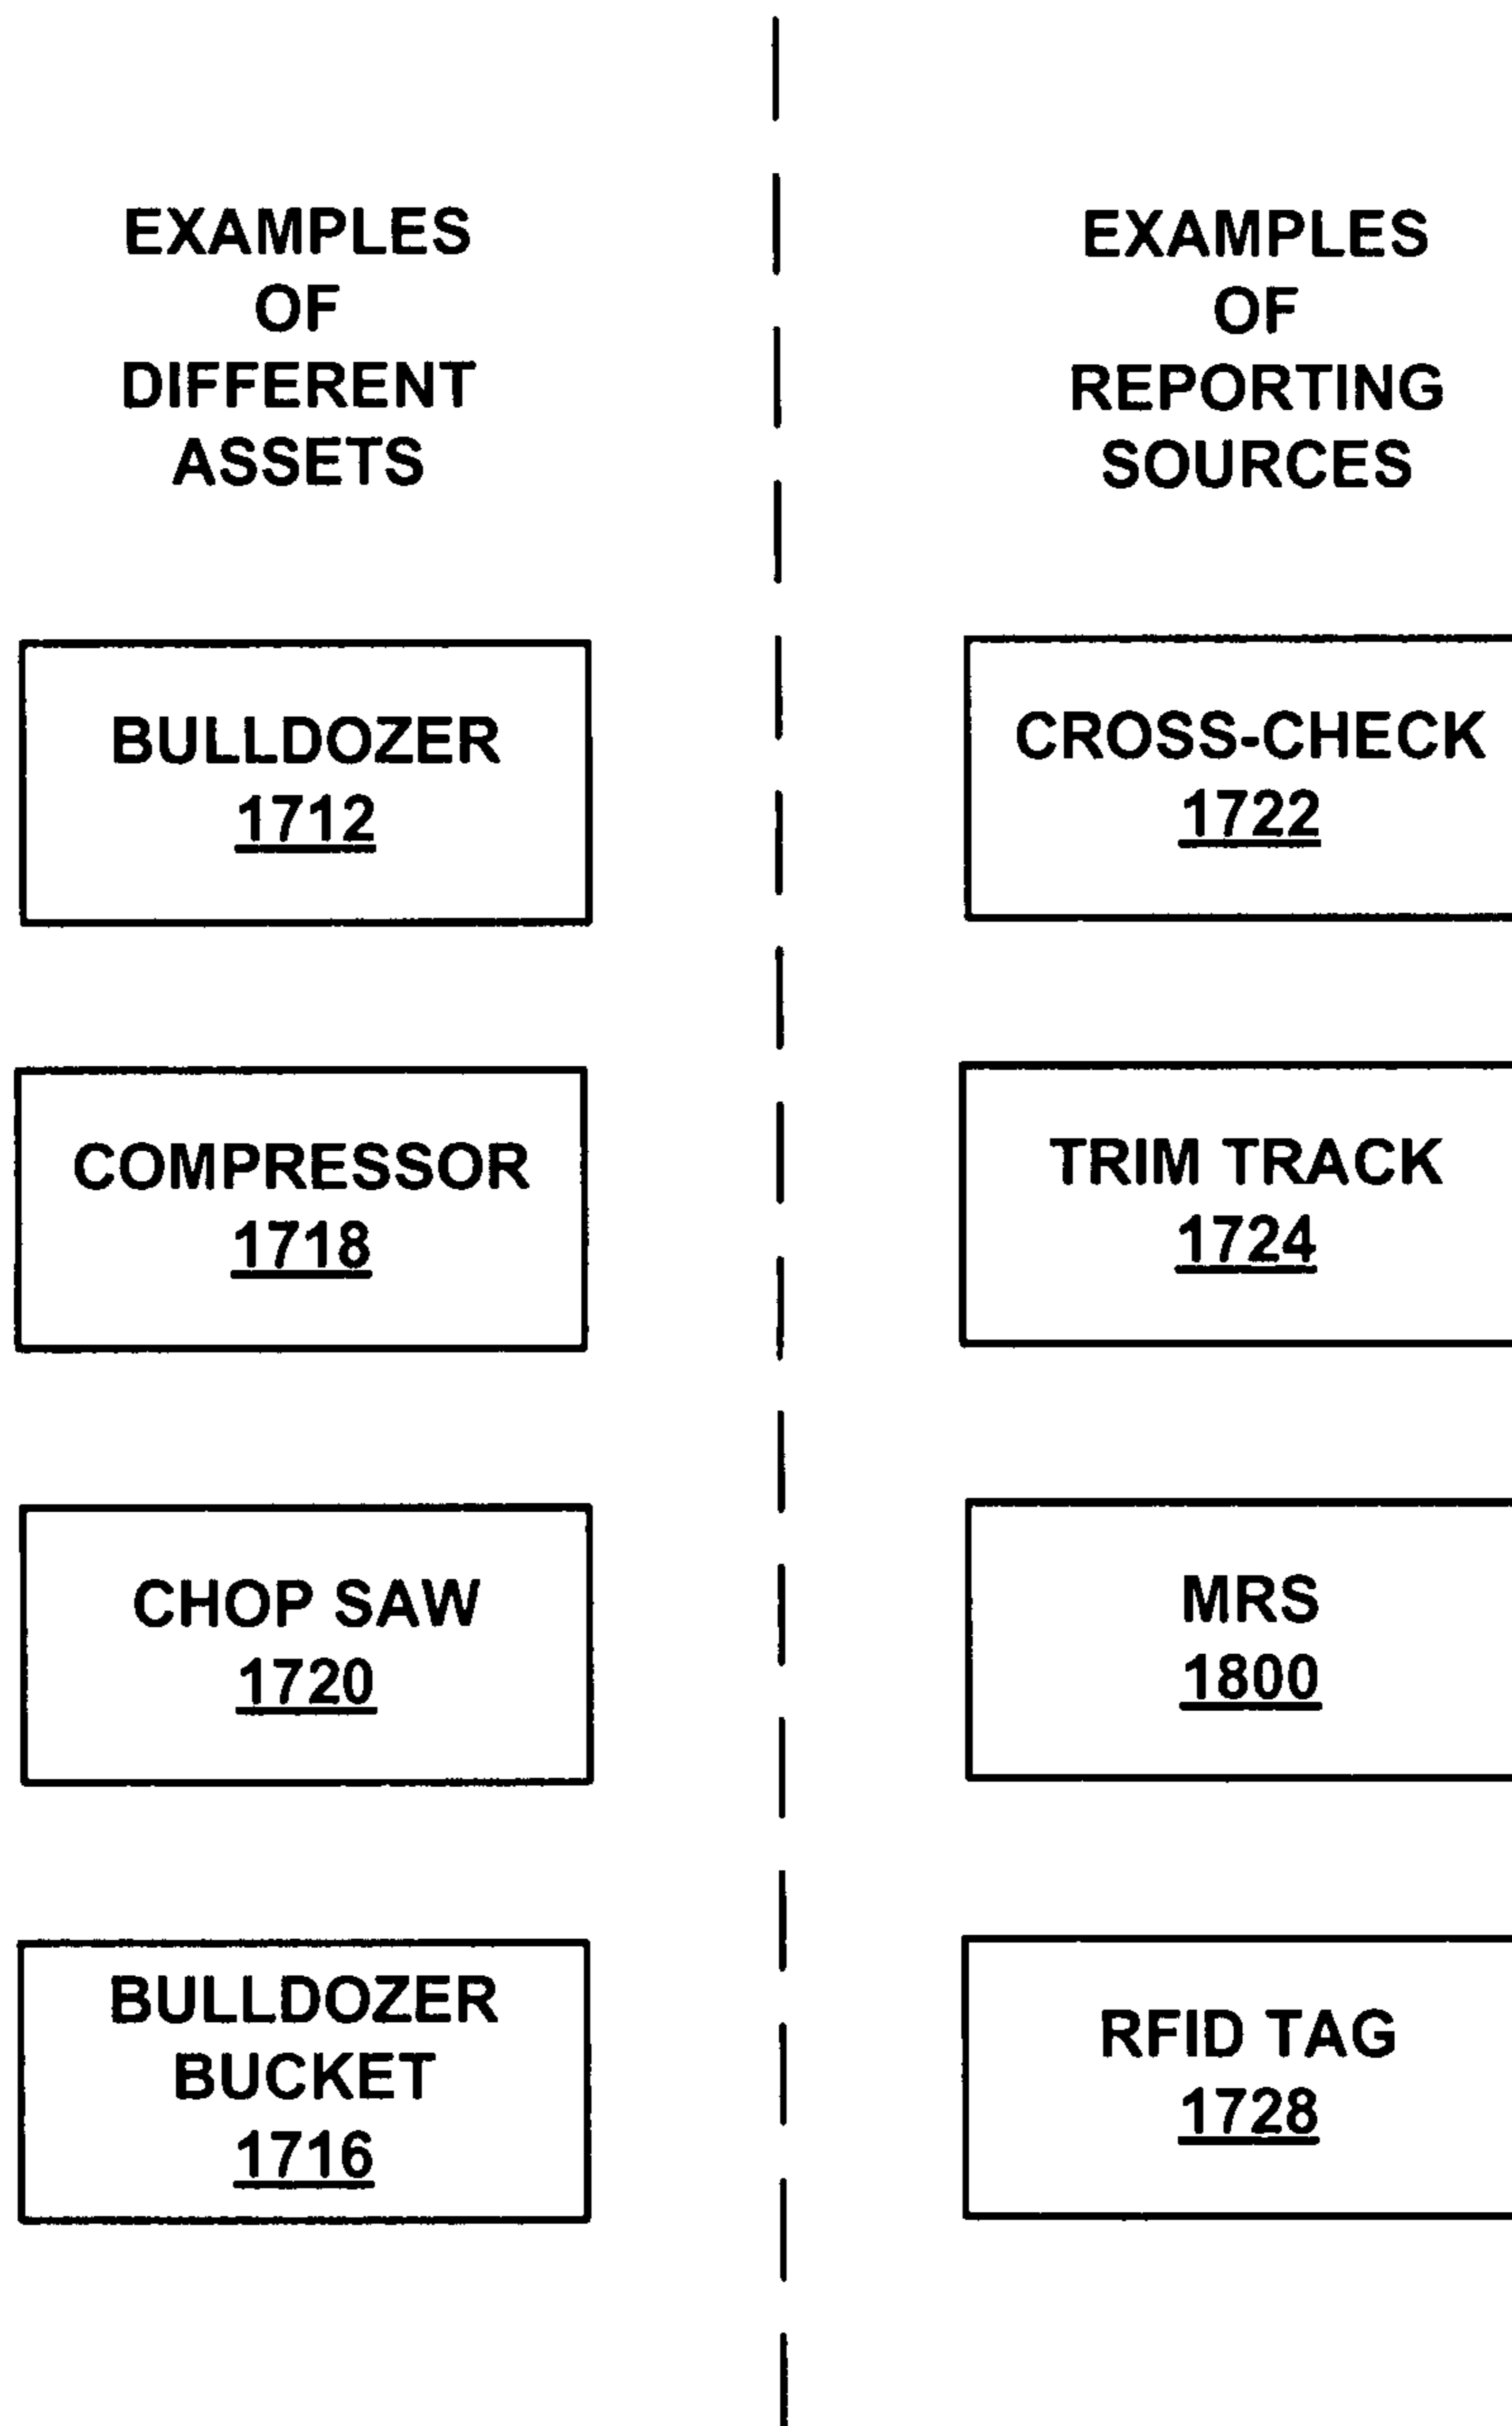 EXAMPLES
OF
DIFFERENT
ASSETS
BULLDOZER
1712
COMPRESSOR
1718
CHOP SAW
1720
BULLDOZER
BUCKET
1716
EXAMPLES
OF
REPORTING
SOURCES
CROSS-CHECK
1722
TRIM TRACK
1724
MRS
1800
RFID TAG
1728